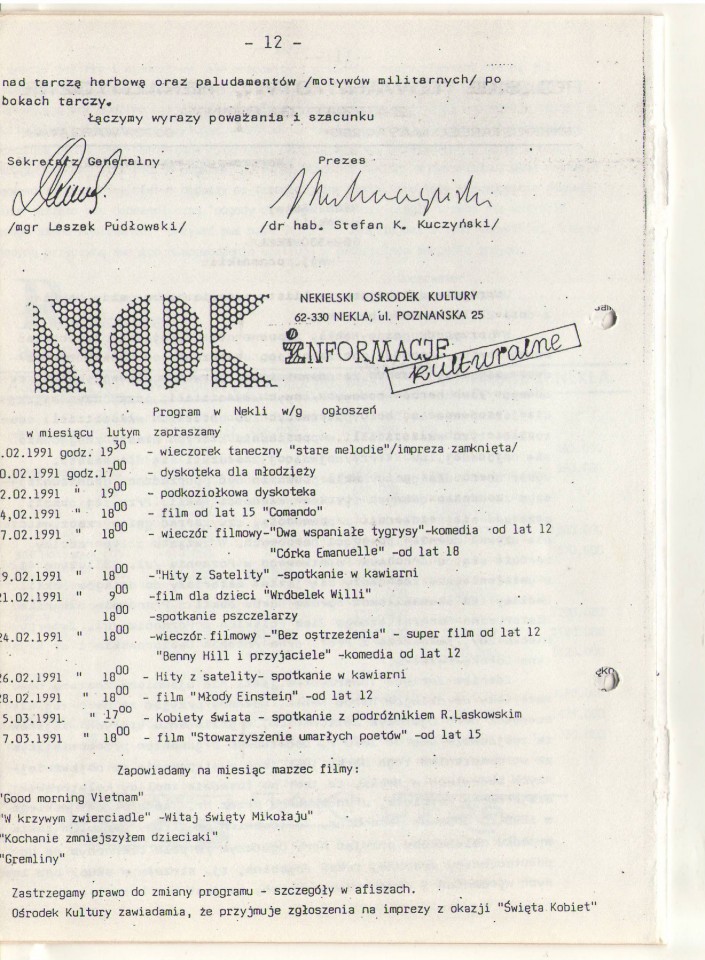 - 12 -
nad tarczą herbową oraz paludamentów /motywów militarnych/ po
bokach tarczy.
Łączymy wyrazy poważania i szacunku
Sekretarz Generalny Prezes
/mgr Leszek Pudłowski/ /dr hab. Stefan K. Kuczyński/
NOK
NEKIELSKI OŚRODEK KULTURY
62-330 NEKLA, ul. POZNAŃSKA 25
INFORMACJE
kulturalne
Program w Nekli w/g ogłoszeń
w miesiącu lutym zapraszamy
.02.1991 godz. 19³⁰ - wieczorek taneczny "stare melodie"/impreza zamknięta/
0.02.1991 godz.17⁰⁰ - dyskoteka dla młodzieży
2.02.1991 " 19⁰⁰ - podkoziołkowa dyskoteka
4,02.1991 " 18⁰⁰ - film od lat 15 "Comando"
7.02.1991 " 18⁰⁰ - wieczór filmowy-"Dwa wspaniałe tygrysy"-komedia od lat 12
"Córka Emanuelle" -od lat 18
19.02.1991 " 18⁰⁰ -"Hity z Satelity" -spotkanie w kawiarni
21.02.1991 " 9⁰⁰ -film dla dzieci "Wróbelek Willi"
18⁰⁰ -spotkanie pszczelarzy
24.02.1991 " 18⁰⁰ -wieczór filmowy -"Bez ostrzeżenia" - super film od lat 12
"Benny Hill i przyjaciele" -komedia od lat 12
26.02.1991 " 18⁰⁰ - Hity z satelity- spotkanie w kawiarni
28.02.1991 " 18⁰⁰ - film "Młody Einstein" -od lat 12
5.03.1991 " 17⁰⁰ - Kobiety świata - spotkanie z podróżnikiem R.Laskowskim
7.03.1991 " 18⁰⁰ - film "Stowarzyszenie umarłych poetów" -od lat 15
Zapowiadamy na miesiąc marzec filmy:
"Good morning Vietnam"
"W krzywym zwierciadle" -Witaj święty Mikołaju"
"Kochanie zmniejszyłem dzieciaki"
"Gremliny"
Zastrzegamy prawo do zmiany programu - szczegóły w afiszach.
Ośrodek Kultury zawiadamia, że przyjmuje zgłoszenia na imprezy z okazji "Święta Kobiet"